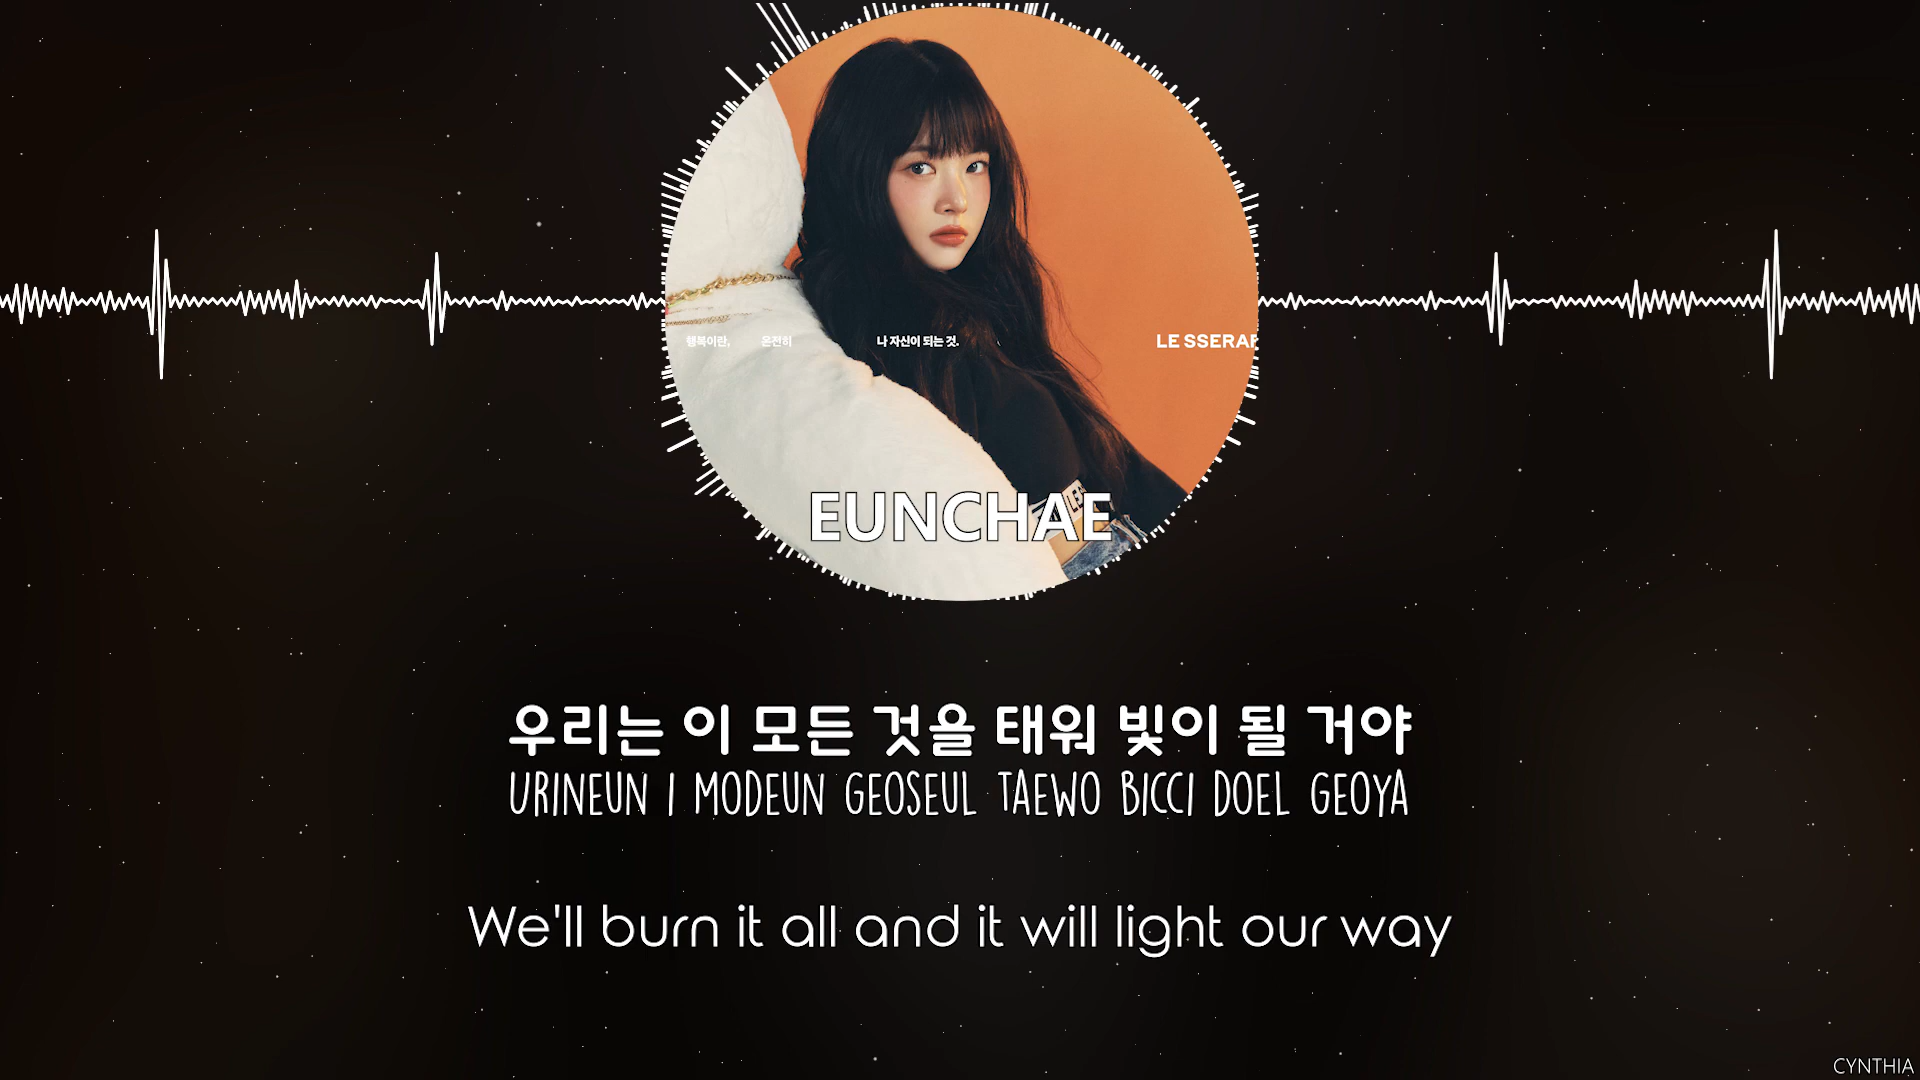 행복이란, 온전히 나 자신이 되는 것.
LE SSERAF
EUNCHAE
우리는 이 모든 것을 태워 빛이 될 거야
URINEUN I MODEUN GEOSEUL TAEWO BICCI DOEL GEOYA
We'll burn it all and it will light our way
CYNTHIA